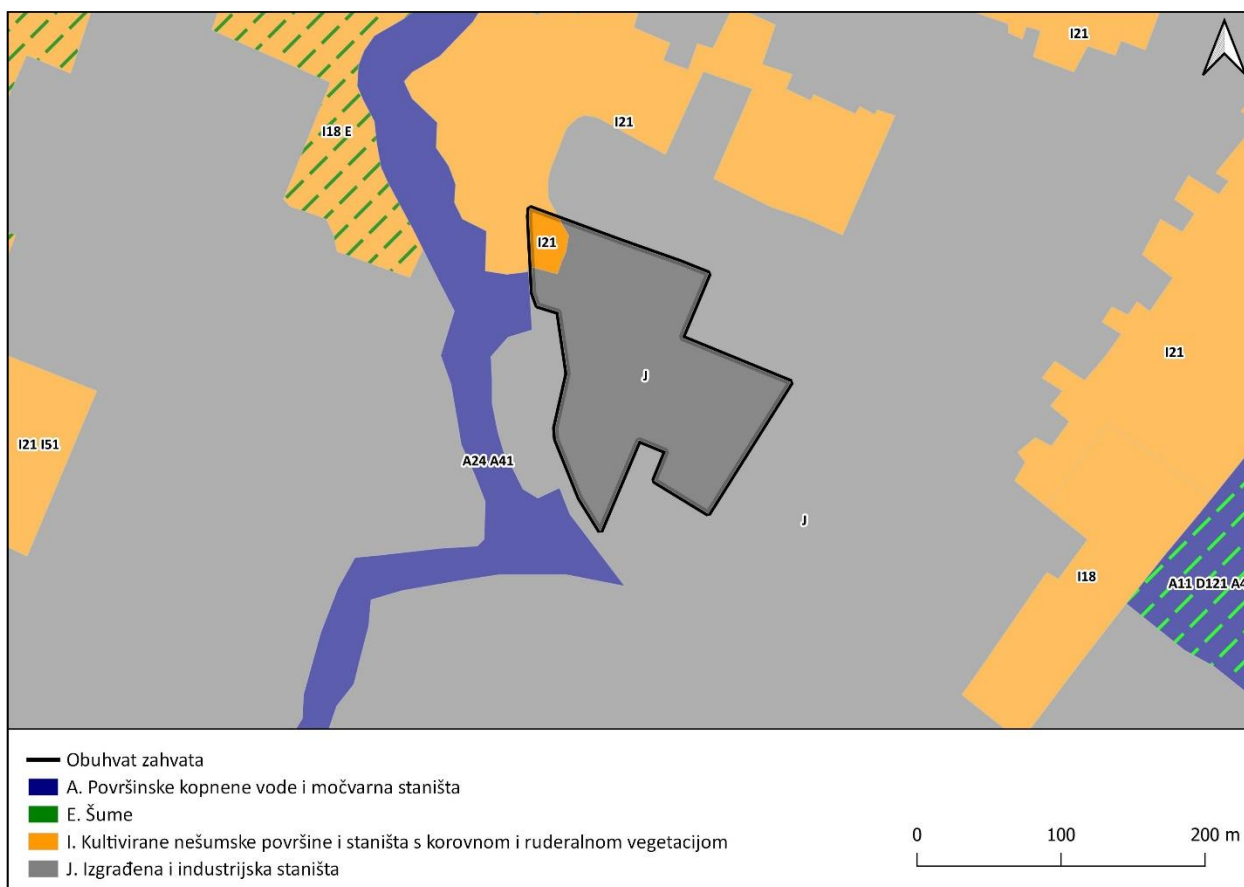 I21
I21
I18 E
I21
I21
J
I21 I51
A24 A41
J
I18
A11 D121 A4
Obuhvat zahvata
A. Površinske kopnene vode i močvarna staništa
E. Šume
I. Kultivirane nešumske površine i staništa s korovnom i ruderalnom vegetacijom
J. Izgrađena i industrijska staništa
0 100 200 m